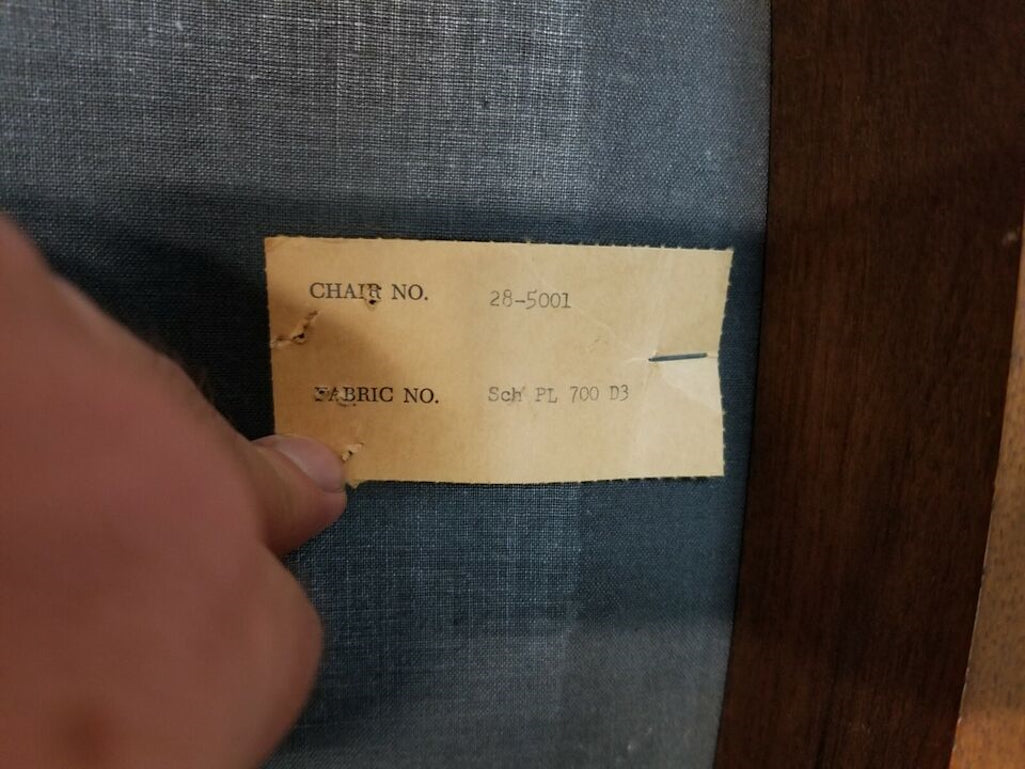 CHAIR NO. 28-5001
FABRIC NO. Sch PL 700 D3